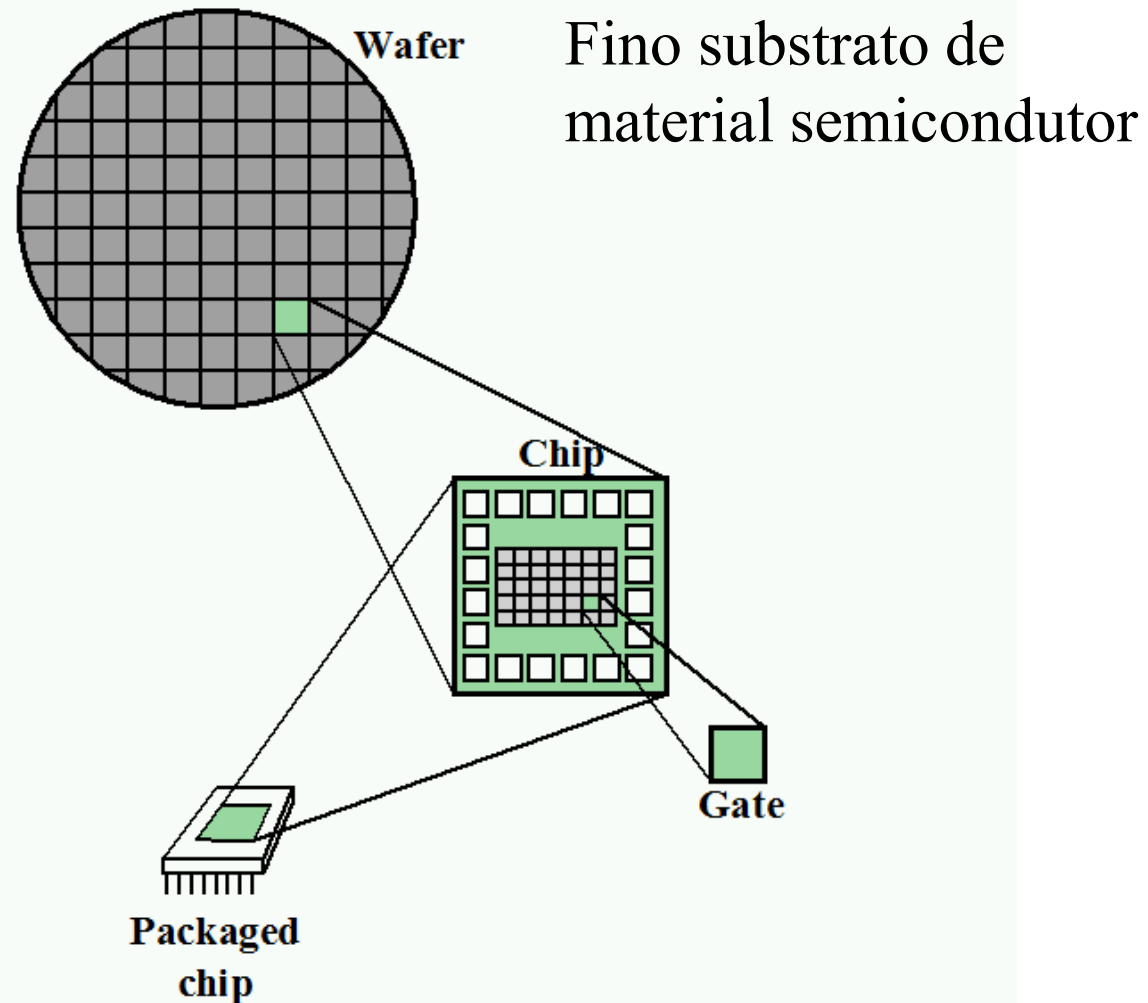 Wafer
Fino substrato de
material semicondutor
Chip
Gate
Packaged
chip